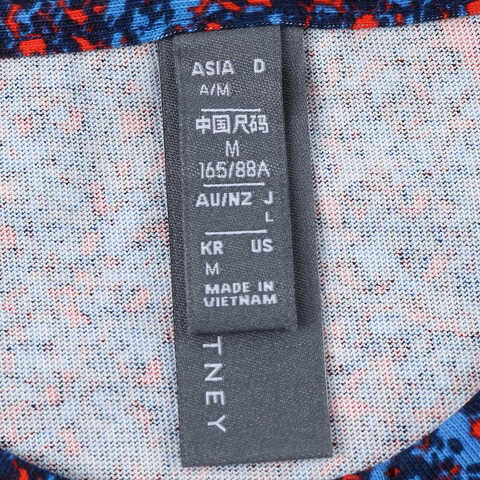 ASIA D
A/M
中国尺码
M
165/88A
AU/NZ J
L
KR US
M
MADE IN
VIETNAM
TNEY